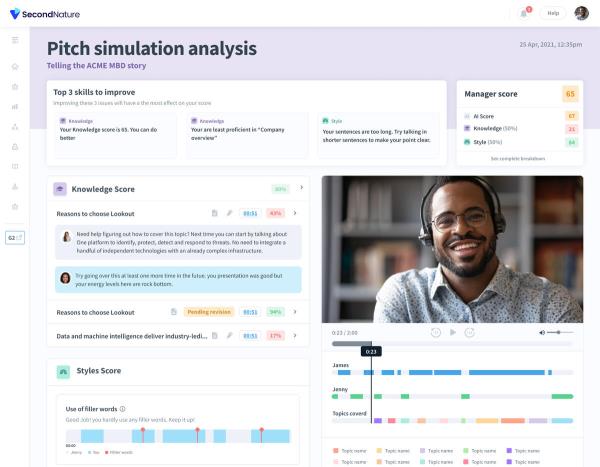 SecondNature
Help
Pitch simulation analysis
25 Apr, 2021, 12:35pm
Telling the ACME MBD story
Top 3 skills to improve
Improving these 3 issues will have a the most effect on your score
Knowledge
Your Knowledge score is 65. You can do
better
Knowledge
Your are least proficient in "Company
overview"
Style
Your sentences are too long. Try talking in
shorter sentences to make your point clear.
Manager score
65
AI Score
67
Knowledge (50%)
21
Style (50%)
84
See complete breakdown
Knowledge Score
80%
Reasons to choose Lookout
00:51
43%
Need help figuring out how to cover this topic? Next time you can start by talking about
One platform to identify, protect, detect and respond to threats. No need to integrate a
handful of independent technologies with an already complex infrastructure.
Try going over this at least one more time in the futue; you presentation was good but
your energy levels here are rock bottom.
Reasons to choose Lookout
Pending revision
00:51
94%
Data and machine intelligence deliver industry-ledi...
00:51
17%
62
Styles Score
Use of filler words
Good Job! You hardly use any filler words. Keep it up!
00:00
Jenny
You
Filler words
0:23 / 2:00
0:23
James
Jenny
Topics coverd
Topic name
Topic name
Topic name
Topic name
Topic name
Topic name
Topic name
Topic name
Topic name
Topic name